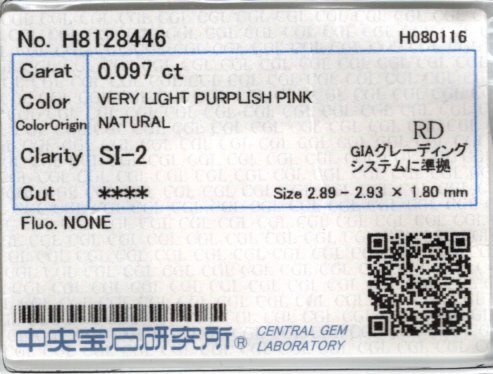 No. H8128446
H080116
Carat 0.097 ct
Color VERY LIGHT PURPLISH PINK
ColorOrigin NATURAL
RD
Clarity SI-2
GIAグレーディング
システムに準拠
Cut ****
Size 2.89 - 2.93 × 1.80 mm
Fluo. NONE
中央宝石研究所® CENTRAL GEM
LABORATORY